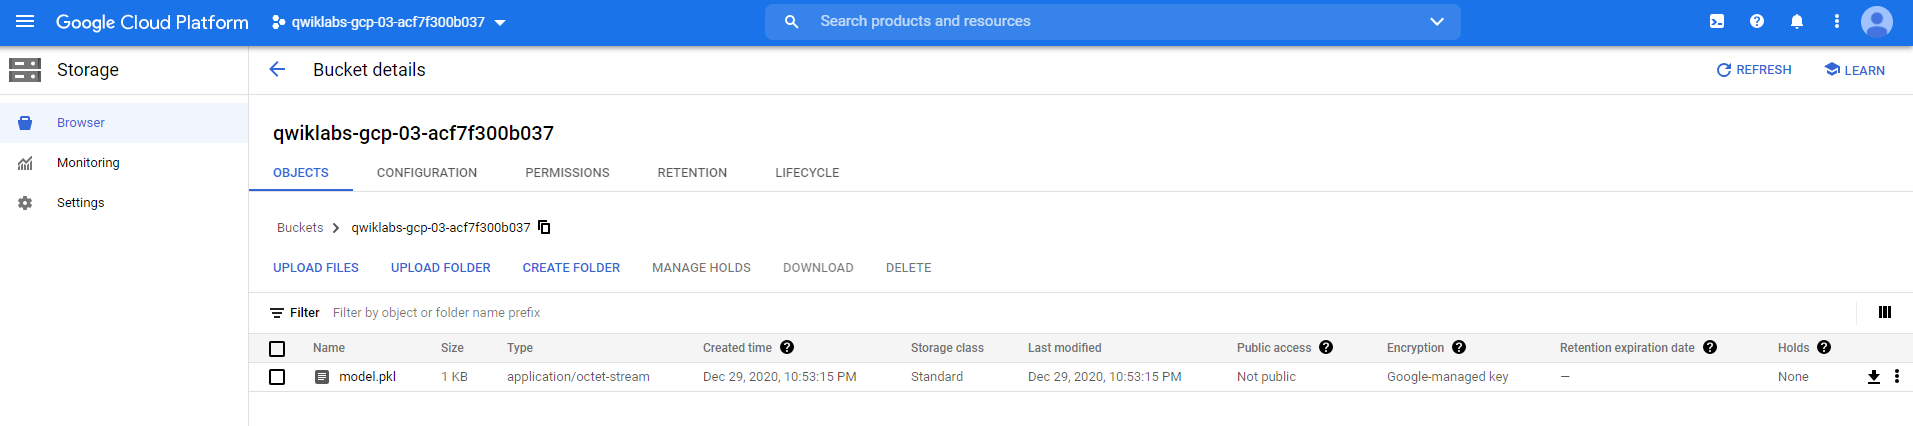 Google Cloud Platform qwiklabs-gcp-03-acf7f300b037 Search products and resources
Storage Bucket details REFRESH LEARN
Browser
Monitoring
Settings
qwiklabs-gcp-03-acf7f300b037
OBJECTS CONFIGURATION PERMISSIONS RETENTION LIFECYCLE
Buckets qwiklabs-gcp-03-acf7f300b037
UPLOAD FILES UPLOAD FOLDER CREATE FOLDER MANAGE HOLDS DOWNLOAD DELETE
Filter Filter by object or folder name prefix
Name Size Type Created time Storage class Last modified Public access Encryption Retention expiration date Holds
model.pkl 1 KB application/octet-stream Dec 29, 2020, 10:53:15 PM Standard Dec 29, 2020, 10:53:15 PM Not public Google-managed key — None